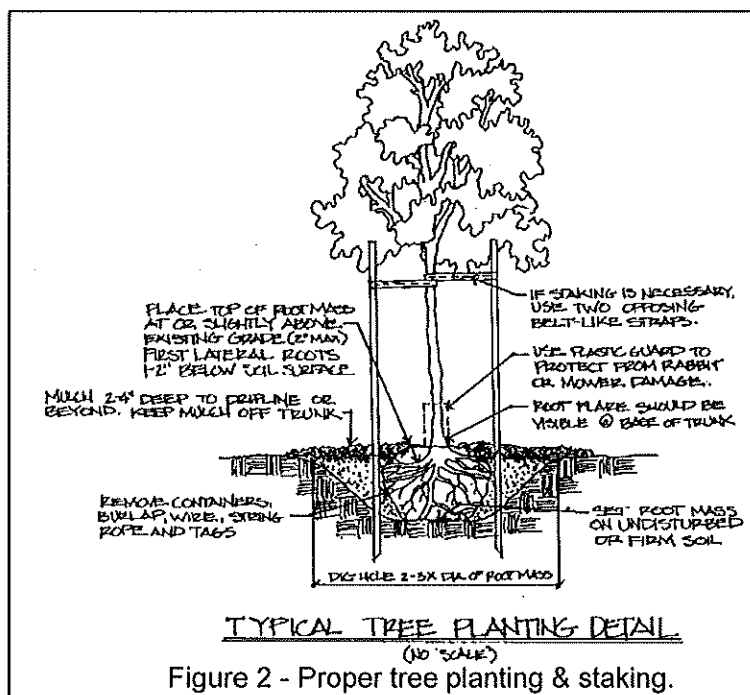 PLACE TOP OF ROOT MASS
AT OR SLIGHTLY ABOVE
EXISTING GRADE (2" MAX)
FIRST LATERAL ROOTS
1-2" BELOW SOIL SURFACE
MULCH 2-4" DEEP TO DRIPLINE OR
BEYOND. KEEP MULCH OFF TRUNK.
REMOVE CONTAINERS,
BURLAP, WIRE, STRING
ROPE AND TAGS
IF STAKING IS NECESSARY,
USE TWO OPPOSING
BELT-LIKE STRAPS.
USE PLASTIC GUARD TO
PROTECT FROM RABBIT
OR MOWER DAMAGE.
ROOT FLARE SHOULD BE
VISIBLE @ BASE OF TRUNK
SET ROOT MASS
ON UNDISTURBED
OR FIRM SOIL
DIG HOLE 2-3X DIA. OF ROOT MASS
TYPICAL TREE PLANTING DETAIL
(NO SCALE)
Figure 2 - Proper tree planting & staking.